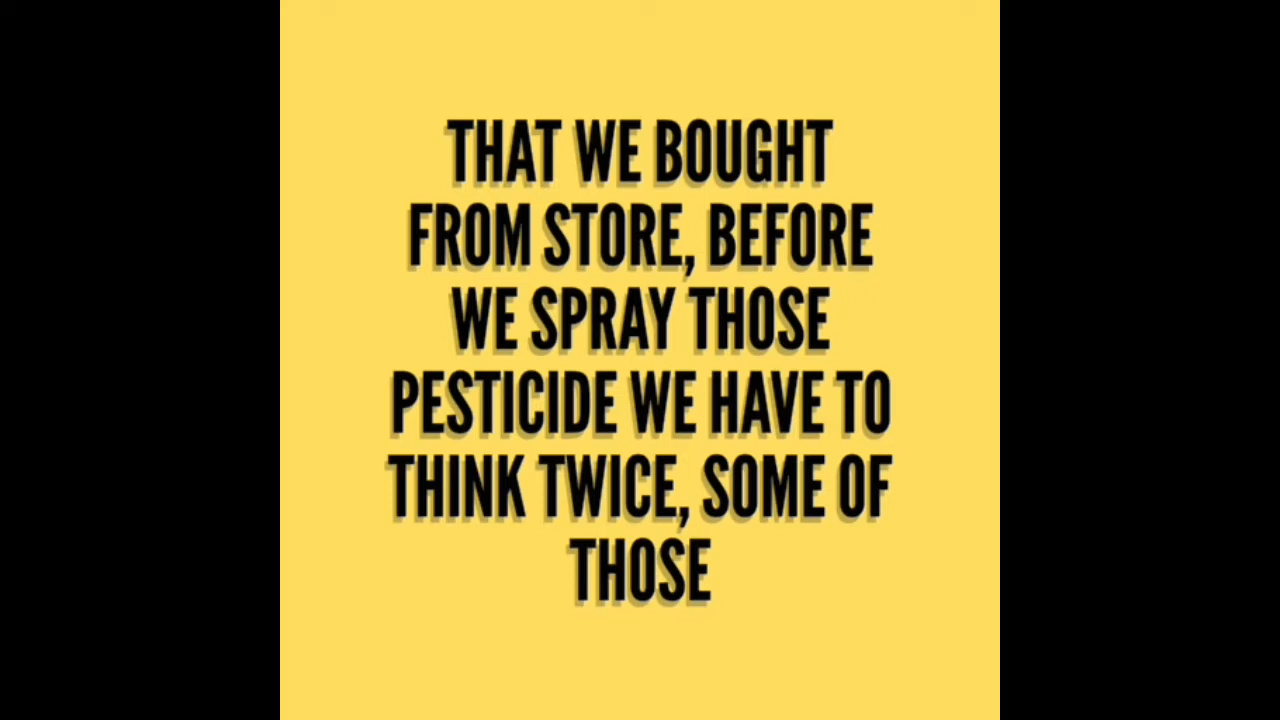 THAT WE BOUGHT
FROM STORE, BEFORE
WE SPRAY THOSE
PESTICIDE WE HAVE TO
THINK TWICE, SOME OF
THOSE